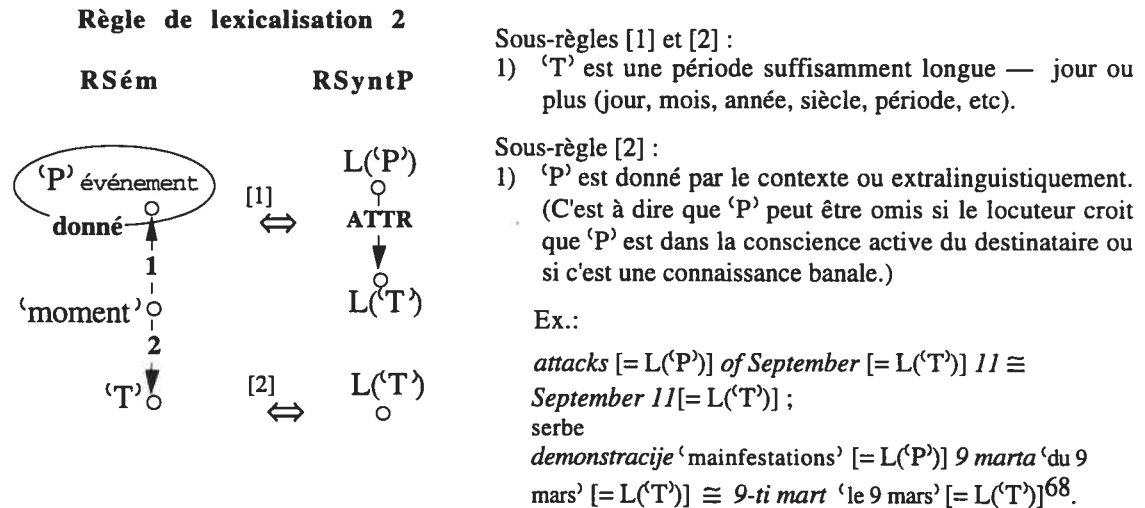 Règle de lexicalisation 2
RSém RSyntP
‘P’ événement
donné
1
‘moment’
2
‘T’
[1]
⇔
L(‘P’)
ATTR
L(‘T’)
[2]
⇔
L(‘T’)
Sous-règles [1] et [2] :
1) ‘T’ est une période suffisamment longue — jour ou
plus (jour, mois, année, siècle, période, etc).
Sous-règle [2] :
1) ‘P’ est donné par le contexte ou extralinguistiquement.
(C'est à dire que ‘P’ peut être omis si le locuteur croit
que ‘P’ est dans la conscience active du destinataire ou
si c'est une connaissance banale.)
Ex.:
attacks [= L(‘P’)] of September [= L(‘T’)] 11 ≅
September 11[= L(‘T’)] ;
serbe
demonstracije ‘mainfestations’ [= L(‘P’)] 9 marta ‘du 9
mars’ [= L(‘T’)] ≅ 9-ti mart ‘le 9 mars’ [= L(‘T’)]68.